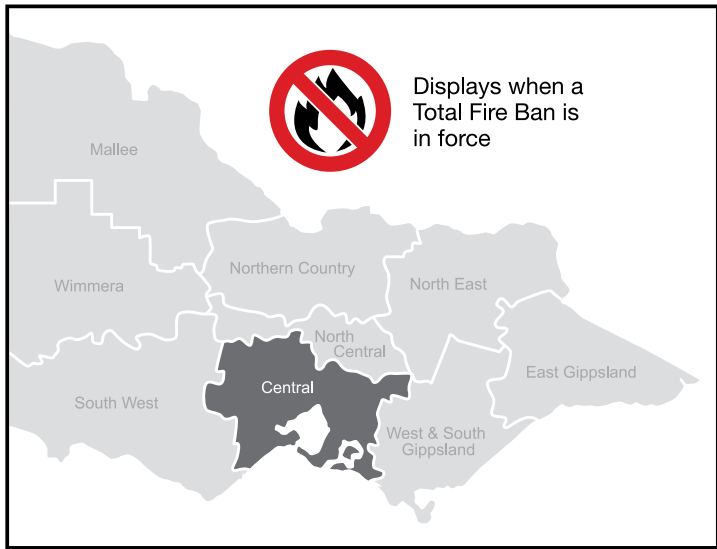 Displays when a
Total Fire Ban is
in force
Mallee
Wimmera
Northern Country
North East
North
Central
East Gippsland
Central
South West
West & South
Gippsland